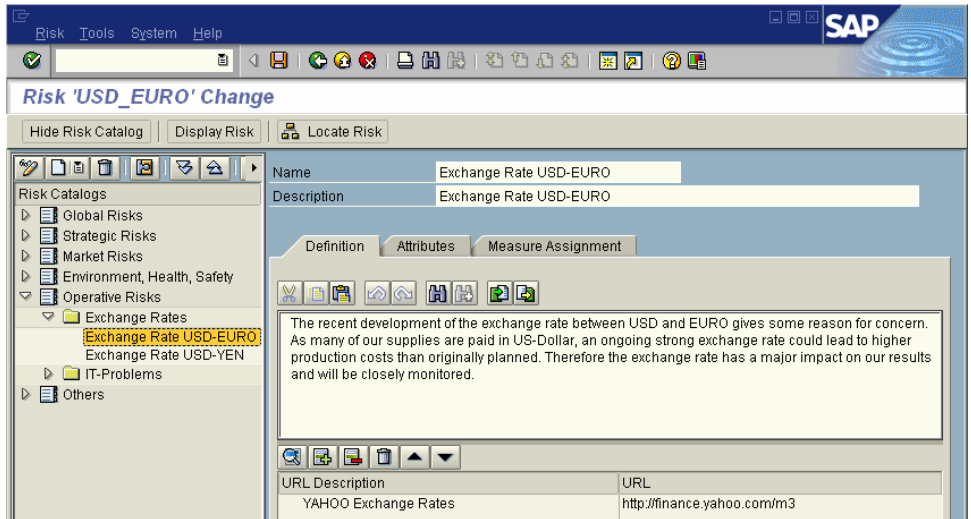 Risk Tools System Help
SAP
Risk 'USD_EURO' Change
Hide Risk Catalog Display Risk Locate Risk
Risk Catalogs
Global Risks
Strategic Risks
Market Risks
Environment, Health, Safety
Operative Risks
Exchange Rates
Exchange Rate USD-EURO
Exchange Rate USD-YEN
IT-Problems
Others
Name Exchange Rate USD-EURO
Description Exchange Rate USD-EURO
Definition Attributes Measure Assignment
The recent development of the exchange rate between USD and EURO gives some reason for concern.
As many of our supplies are paid in US-Dollar, an ongoing strong exchange rate could lead to higher
production costs than originally planned. Therefore the exchange rate has a major impact on our results
and will be closely monitored.
URL Description URL
YAHOO Exchange Rates http://finance.yahoo.com/m3